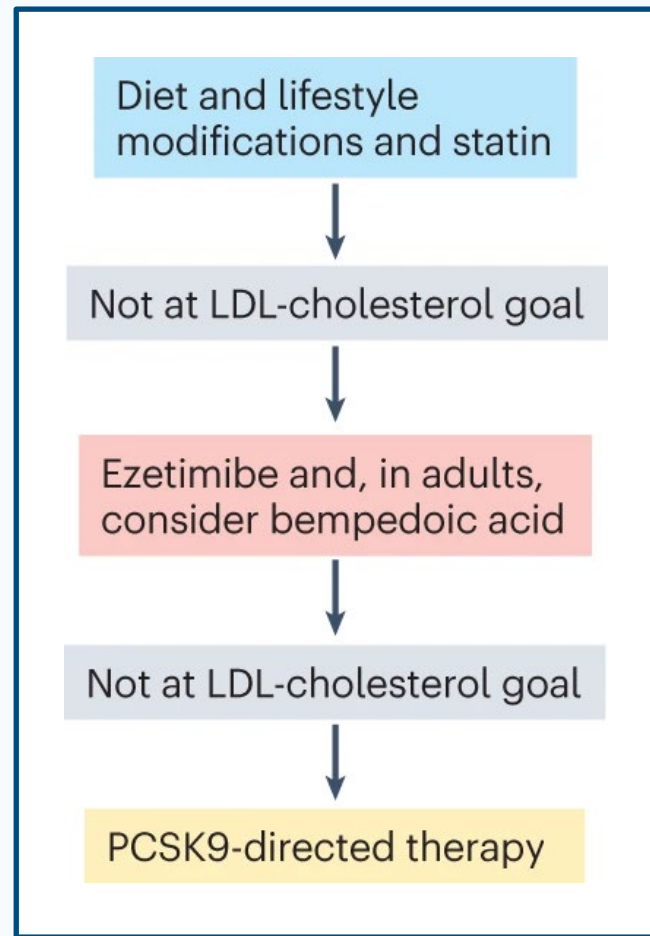 Diet and lifestyle
modifications and statin
Not at LDL-cholesterol goal
Ezetimibe and, in adults,
consider bempedoic acid
Not at LDL-cholesterol goal
PCSK9-directed therapy